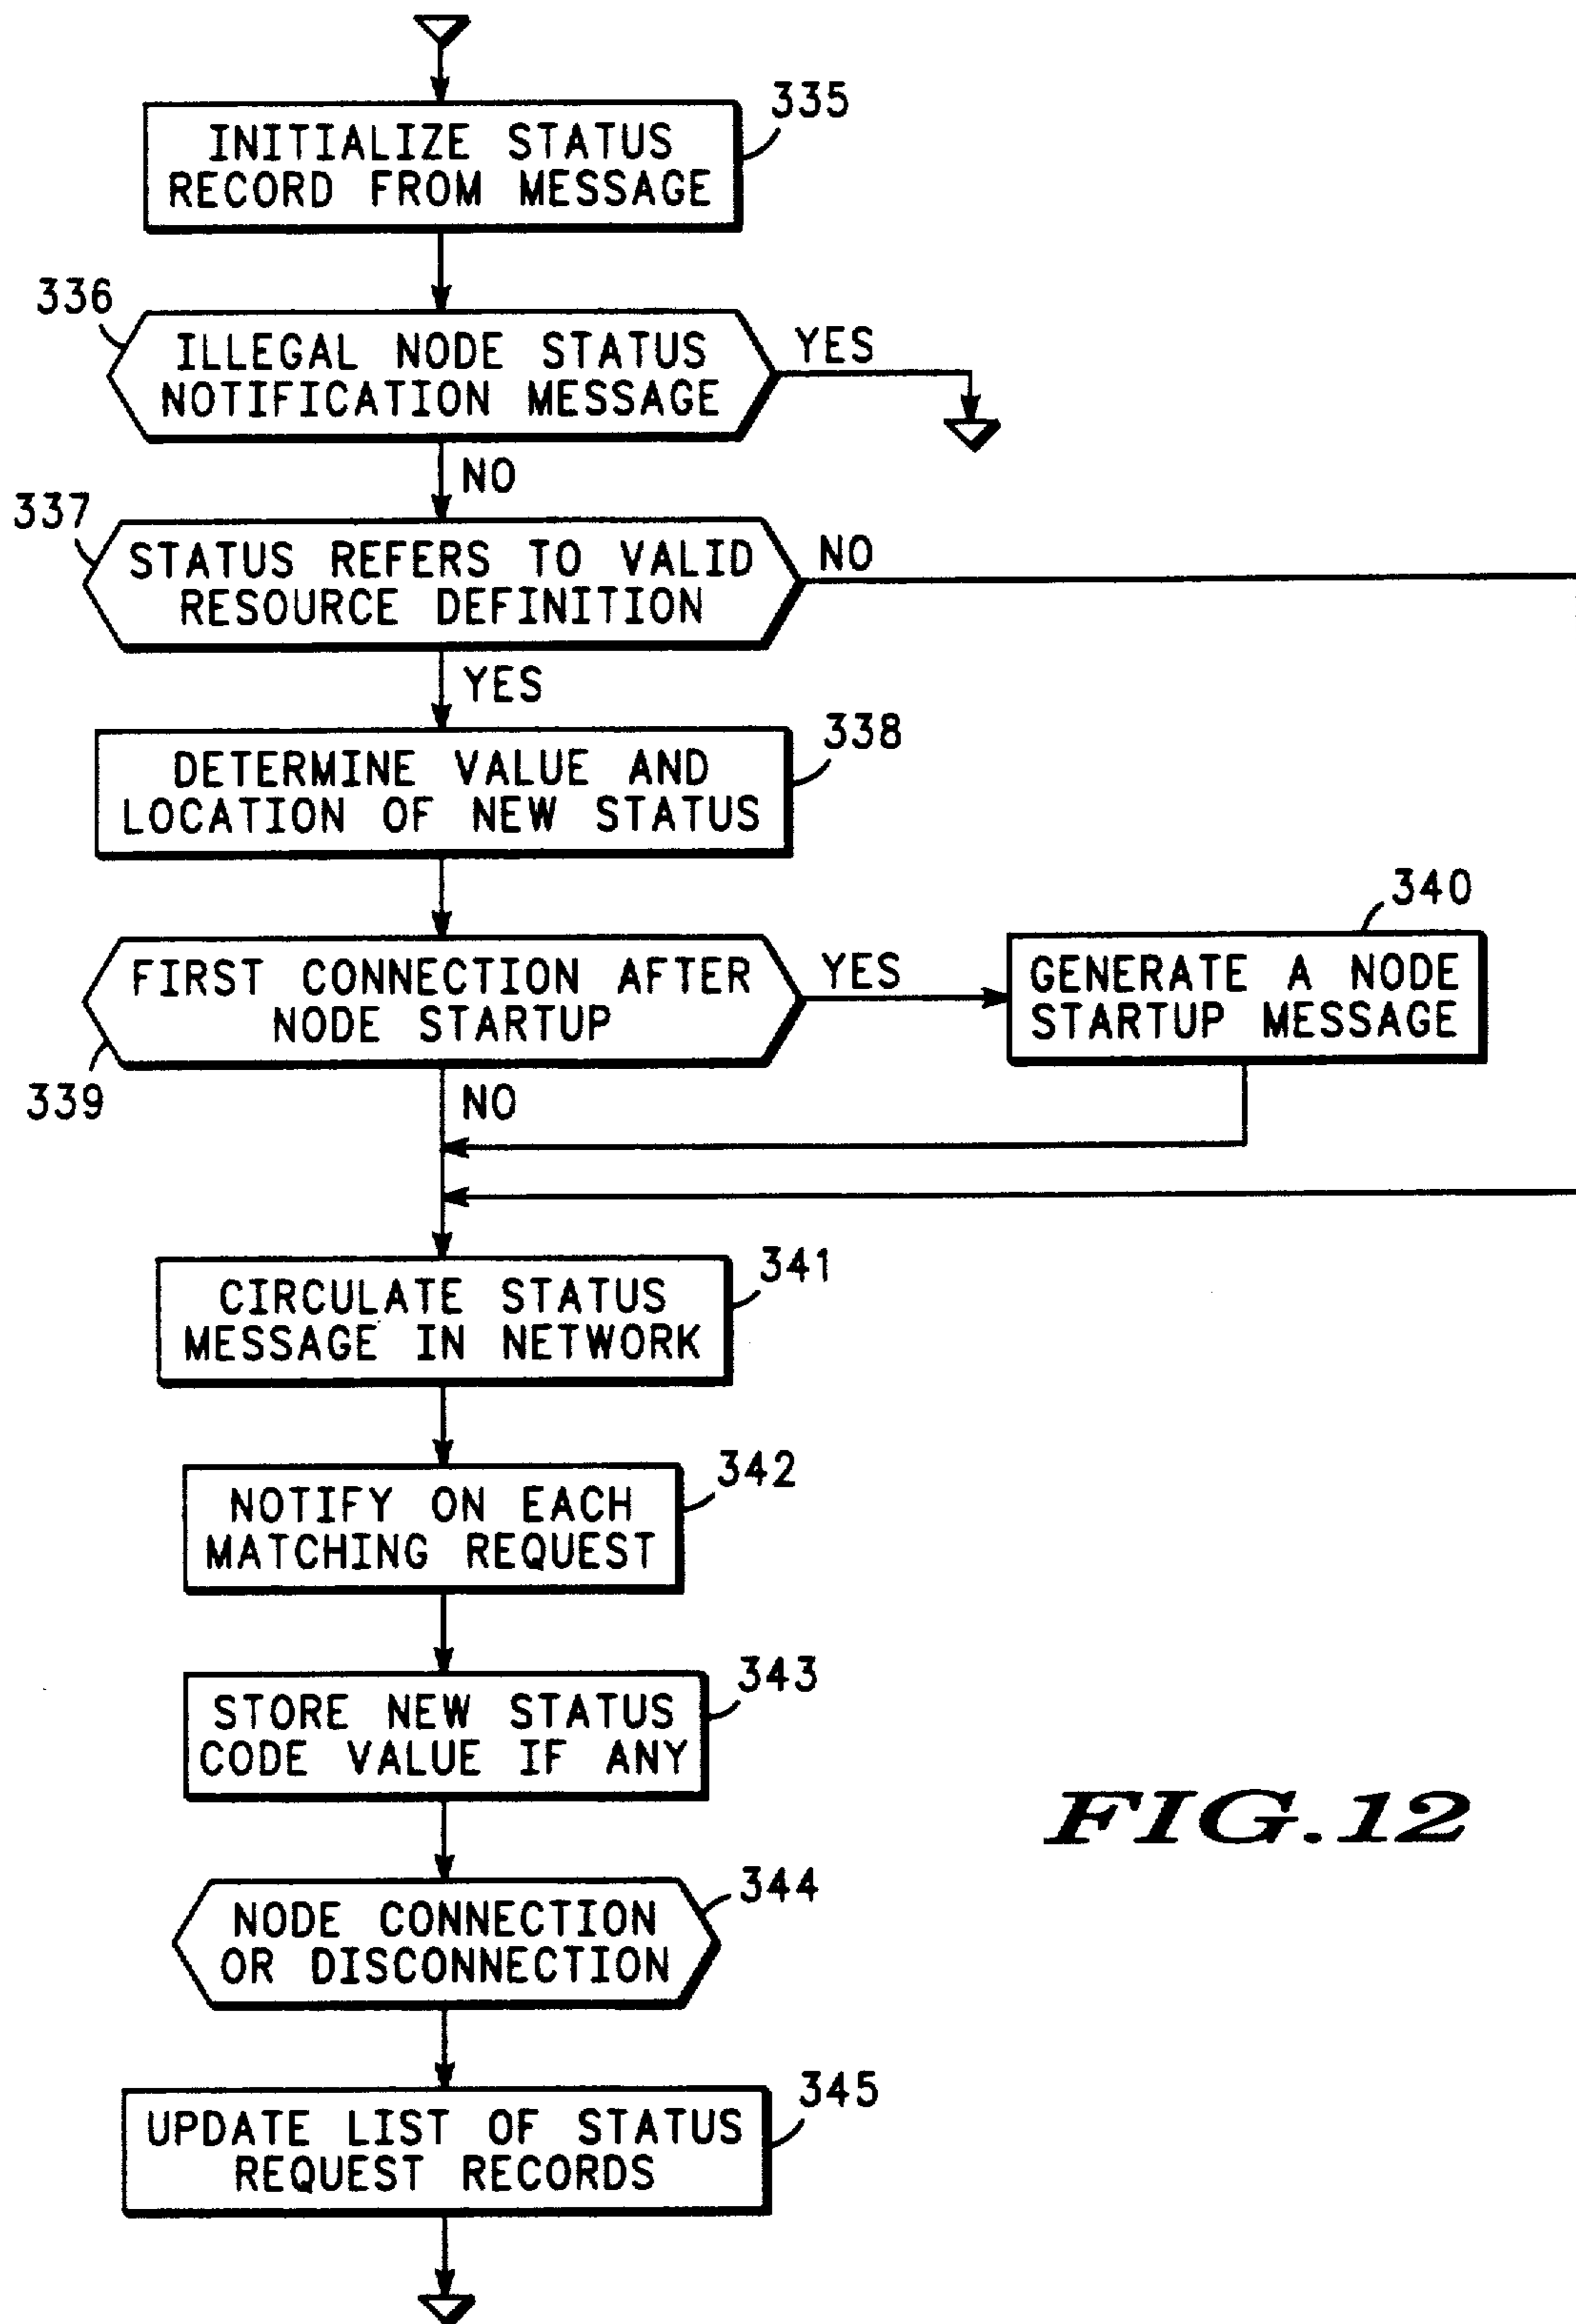 335
INITIALIZE STATUS
RECORD FROM MESSAGE
336
ILLEGAL NODE STATUS
NOTIFICATION MESSAGE
YES
NO
337
STATUS REFERS TO VALID
RESOURCE DEFINITION
NO
YES
338
DETERMINE VALUE AND
LOCATION OF NEW STATUS
340
FIRST CONNECTION AFTER
NODE STARTUP
YES
GENERATE A NODE
STARTUP MESSAGE
339
NO
341
CIRCULATE STATUS
MESSAGE IN NETWORK
342
NOTIFY ON EACH
MATCHING REQUEST
343
STORE NEW STATUS
CODE VALUE IF ANY
FIG.12
344
NODE CONNECTION
OR DISCONNECTION
345
UPDATE LIST OF STATUS
REQUEST RECORDS